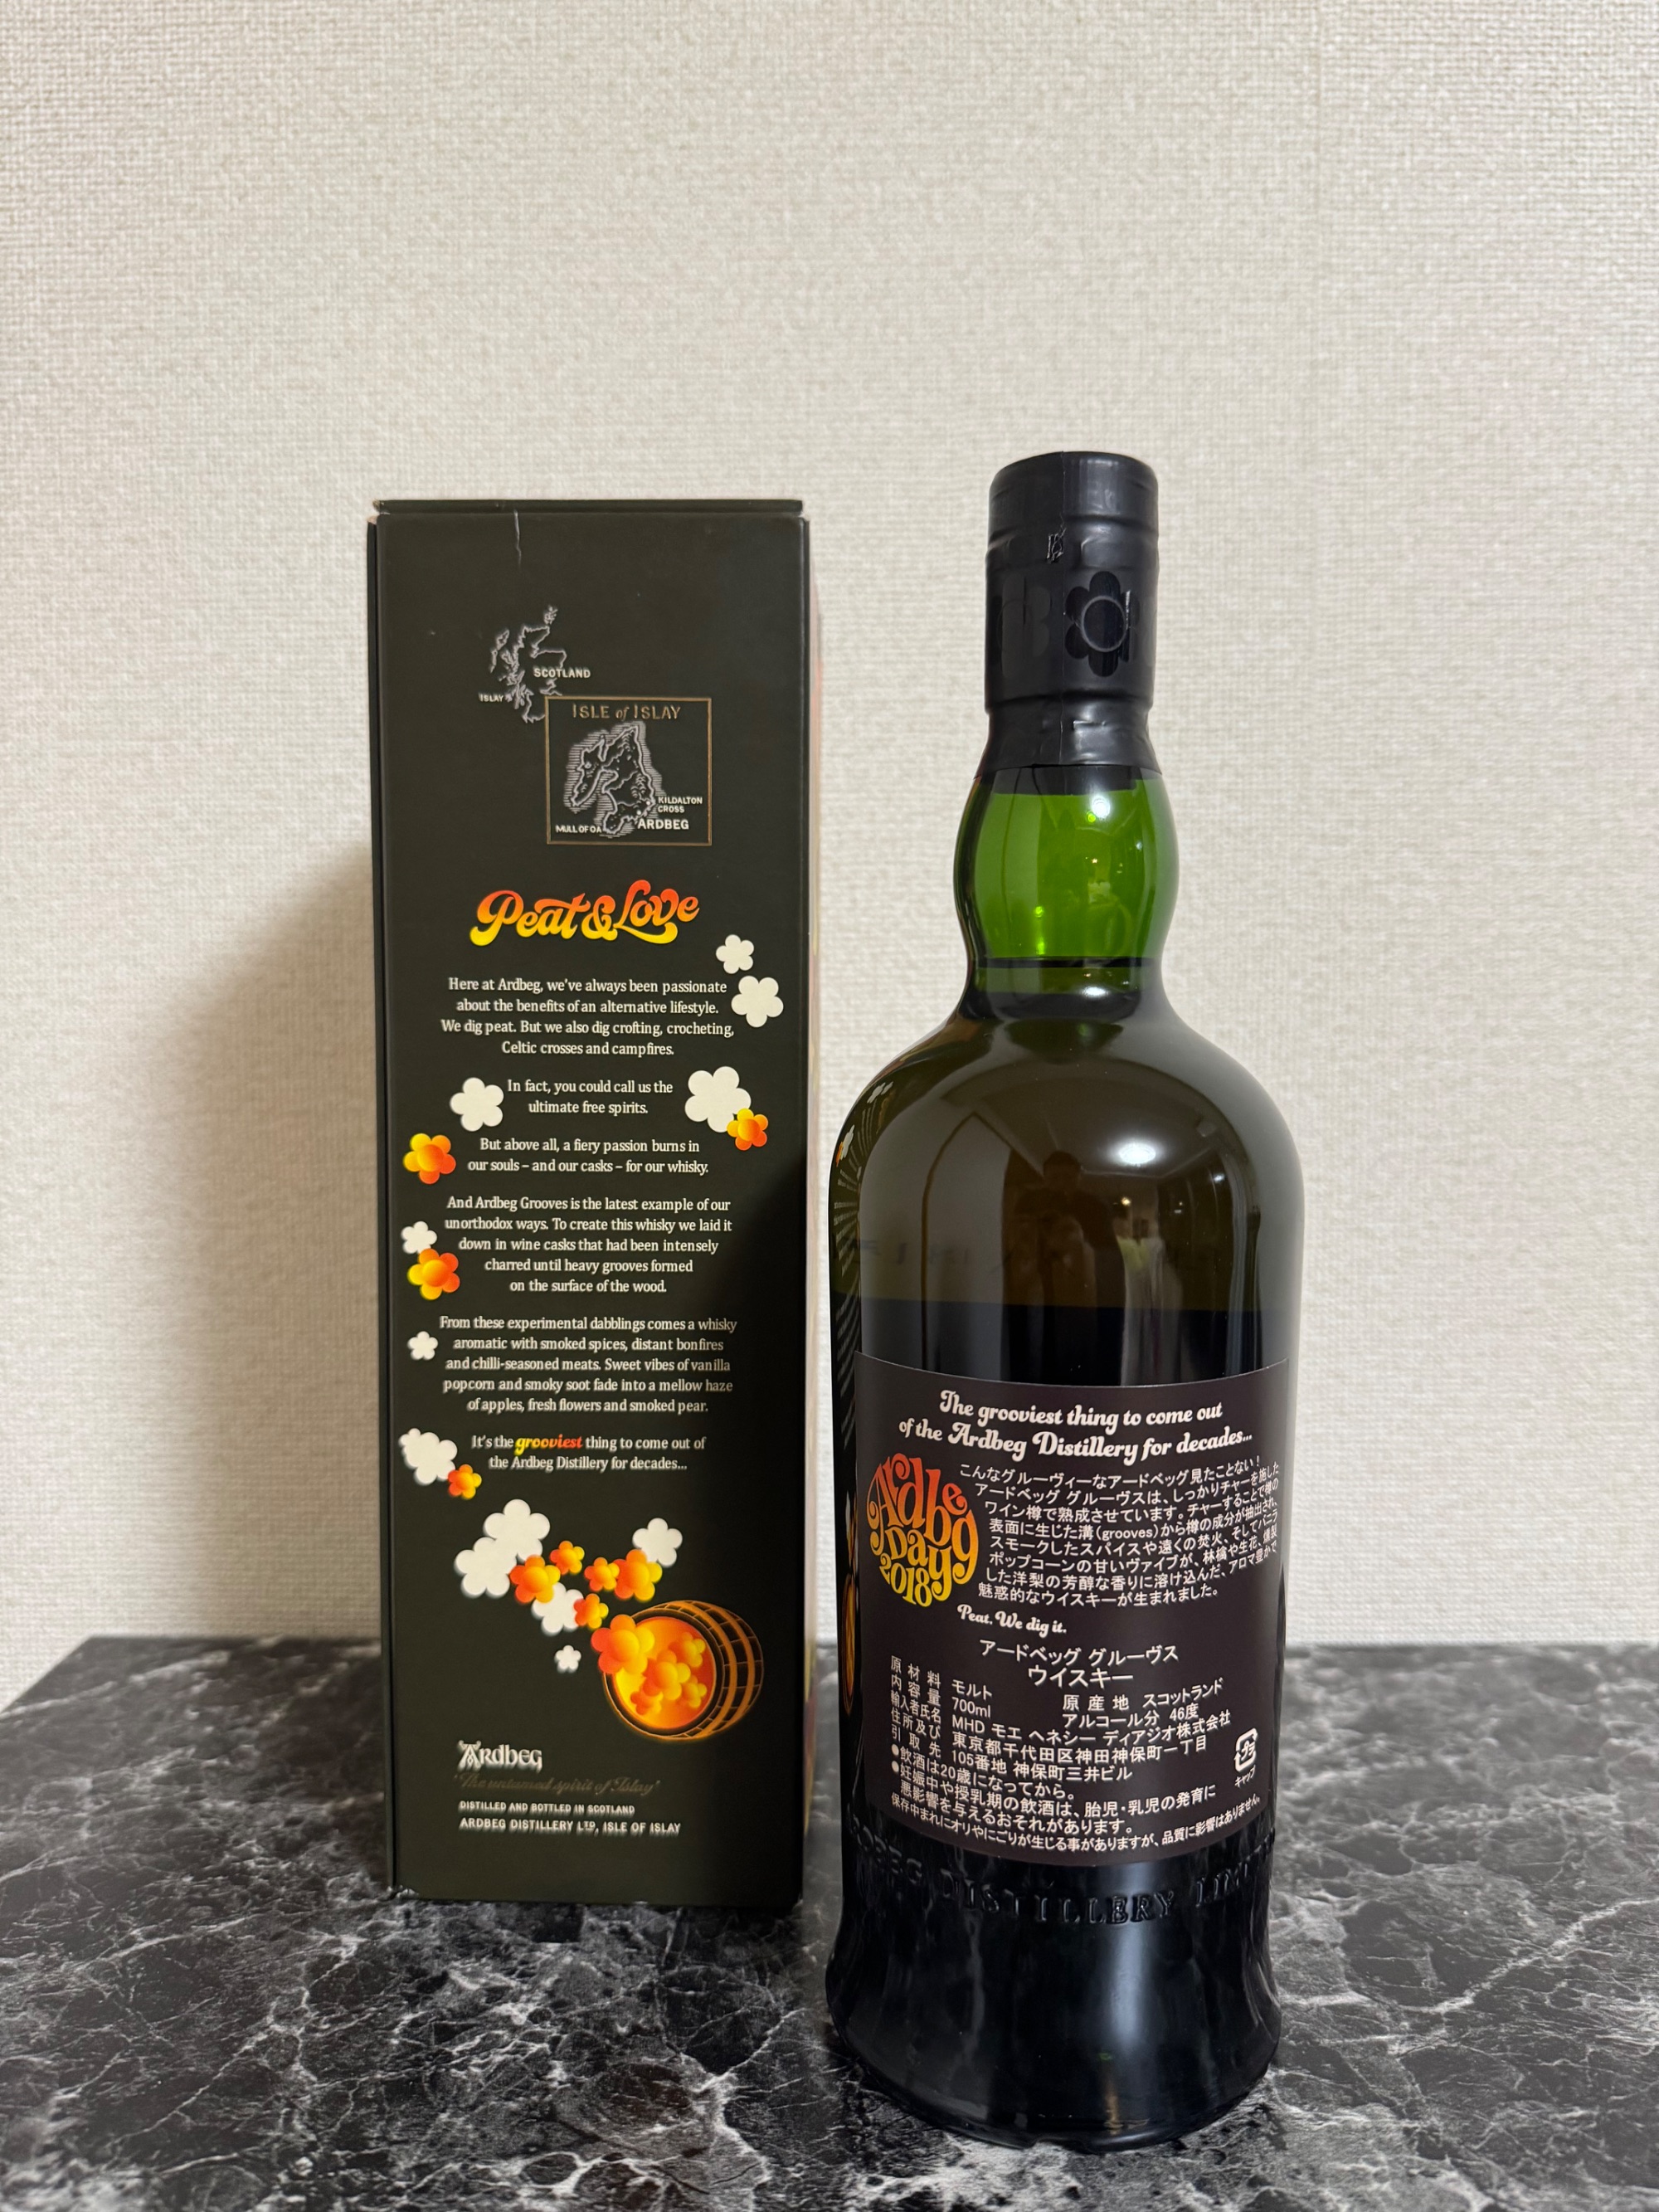 SCOTLAND
ISLAY
ISLE of ISLAY
KILDALTON
CROSS
MULL OF OA
ARDBEG
Peat & Love
Here at Ardbeg, we've always been passionate
about the benefits of an alternative lifestyle.
We dig peat. But we also dig crofting, crocheting,
Celtic crosses and campfires.
In fact, you could call us the
ultimate free spirits.
But above all, a fiery passion burns in
our souls – and our casks – for our whisky.
And Ardbeg Grooves is the latest example of our
unorthodox ways. To create this whisky we laid it
down in wine casks that had been intensely
charred until heavy grooves formed
on the surface of the wood.
From these experimental dabblings comes a whisky
aromatic with smoked spices, distant bonfires
and chilli-seasoned meats. Sweet vibes of vanilla
popcorn and smoky soot fade into a mellow haze
of apples, fresh flowers and smoked pear.
It's the grooviest thing to come out of
the Ardbeg Distillery for decades...
Ardbeg
"The untamed spirit of Islay"
DISTILLED AND BOTTLED IN SCOTLAND
ARDBEG DISTILLERY LTD, ISLE OF ISLAY
The grooviest thing to come out
of the Ardbeg Distillery for decades...
Ardbeg
Day
2018
こんなグルーヴィーなアードベッグ見たことない!
アードベッグ グルーヴスは、しっかりチャーを施した
ワイン樽で熟成させています。チャーすることで樽の
表面に生じた溝(grooves)から樽の成分が抽出され、
スモークしたスパイスや遠くの焚火、そしてバニラ
ポップコーンの甘いヴァイブが、林檎や生花、燻製
した洋梨の芳醇な香りに溶け込んだ、アロマ豊かで
魅惑的なウイスキーが生まれました。
Peat. We dig it.
アードベッグ グルーヴス
ウイスキー
原材料 モルト 原産地 スコットランド
内容量 700ml アルコール分 46度
輸入者氏名 MHD モエ ヘネシー ディアジオ株式会社
住所及び 東京都千代田区神田神保町一丁目
引取先 105番地 神保町三井ビル
●飲酒は20歳になってから。
●妊娠中や授乳期の飲酒は、胎児・乳児の発育に
悪影響を与えるおそれがあります。
保存中まれにオリやにごりが生じる事がありますが、品質に影響はありません。
プラ
キャップ
DISTILLERY